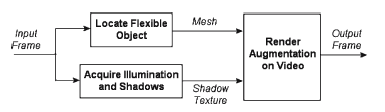 Input
Frame
Locate Flexible
Object
Mesh
Acquire Illumination
and Shadows
Shadow
Texture
Render
Augmentation
on Video
Output
Frame